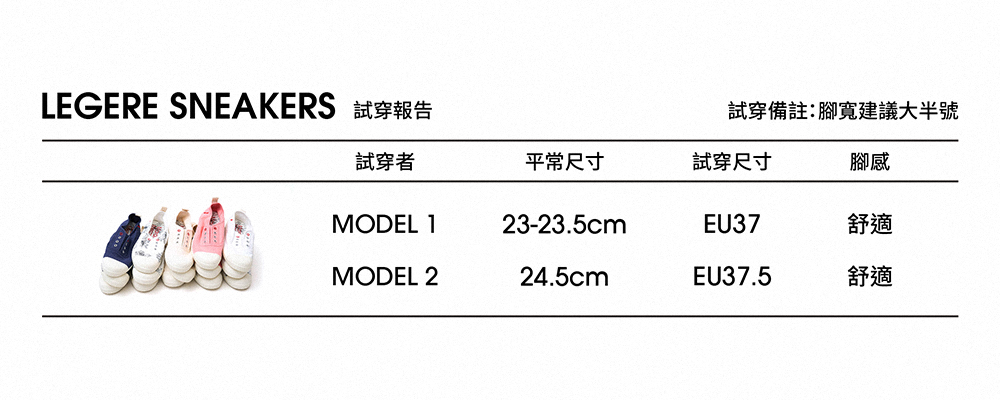 LEGERE SNEAKERS 試穿報告 試穿備註：腳寬建議大半號
試穿者 平常尺寸 試穿尺寸 腳感
MODEL 1 23-23.5cm EU37 舒適
MODEL 2 24.5cm EU37.5 舒適